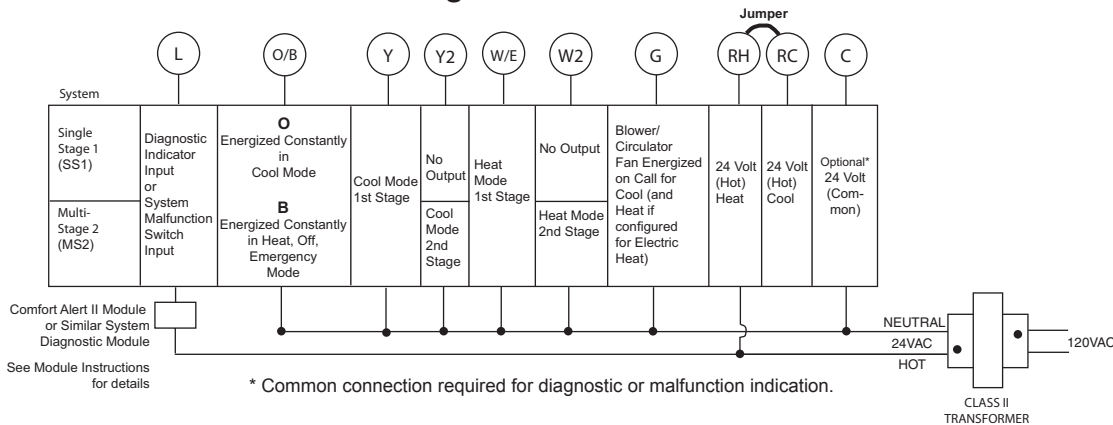 Jumper
L O/B Y Y2 W/E W2 G RH RC C
System
Single
Stage 1
(SS1)
Multi-
Stage 2
(MS2)
Diagnostic
Indicator
Input
or
System
Malfunction
Switch
Input
O
Energized Constantly
in
Cool Mode
B
Energized Constantly
in Heat, Off,
Emergency
Mode
Cool Mode
1st Stage
No
Output
Cool
Mode
2nd
Stage
Heat
Mode
1st Stage
No Output
Heat Mode
2nd Stage
Blower/
Circulator
Fan Energized
on Call for
Cool (and
Heat if
configured
for Electric
Heat)
24 Volt
(Hot)
Heat
24 Volt
(Hot)
Cool
Optional*
24 Volt
(Com-
mon)
Comfort Alert II Module
or Similar System
Diagnostic Module
See Module Instructions
for details
NEUTRAL
24VAC
HOT
120VAC
* Common connection required for diagnostic or malfunction indication.
CLASS II
TRANSFORMER